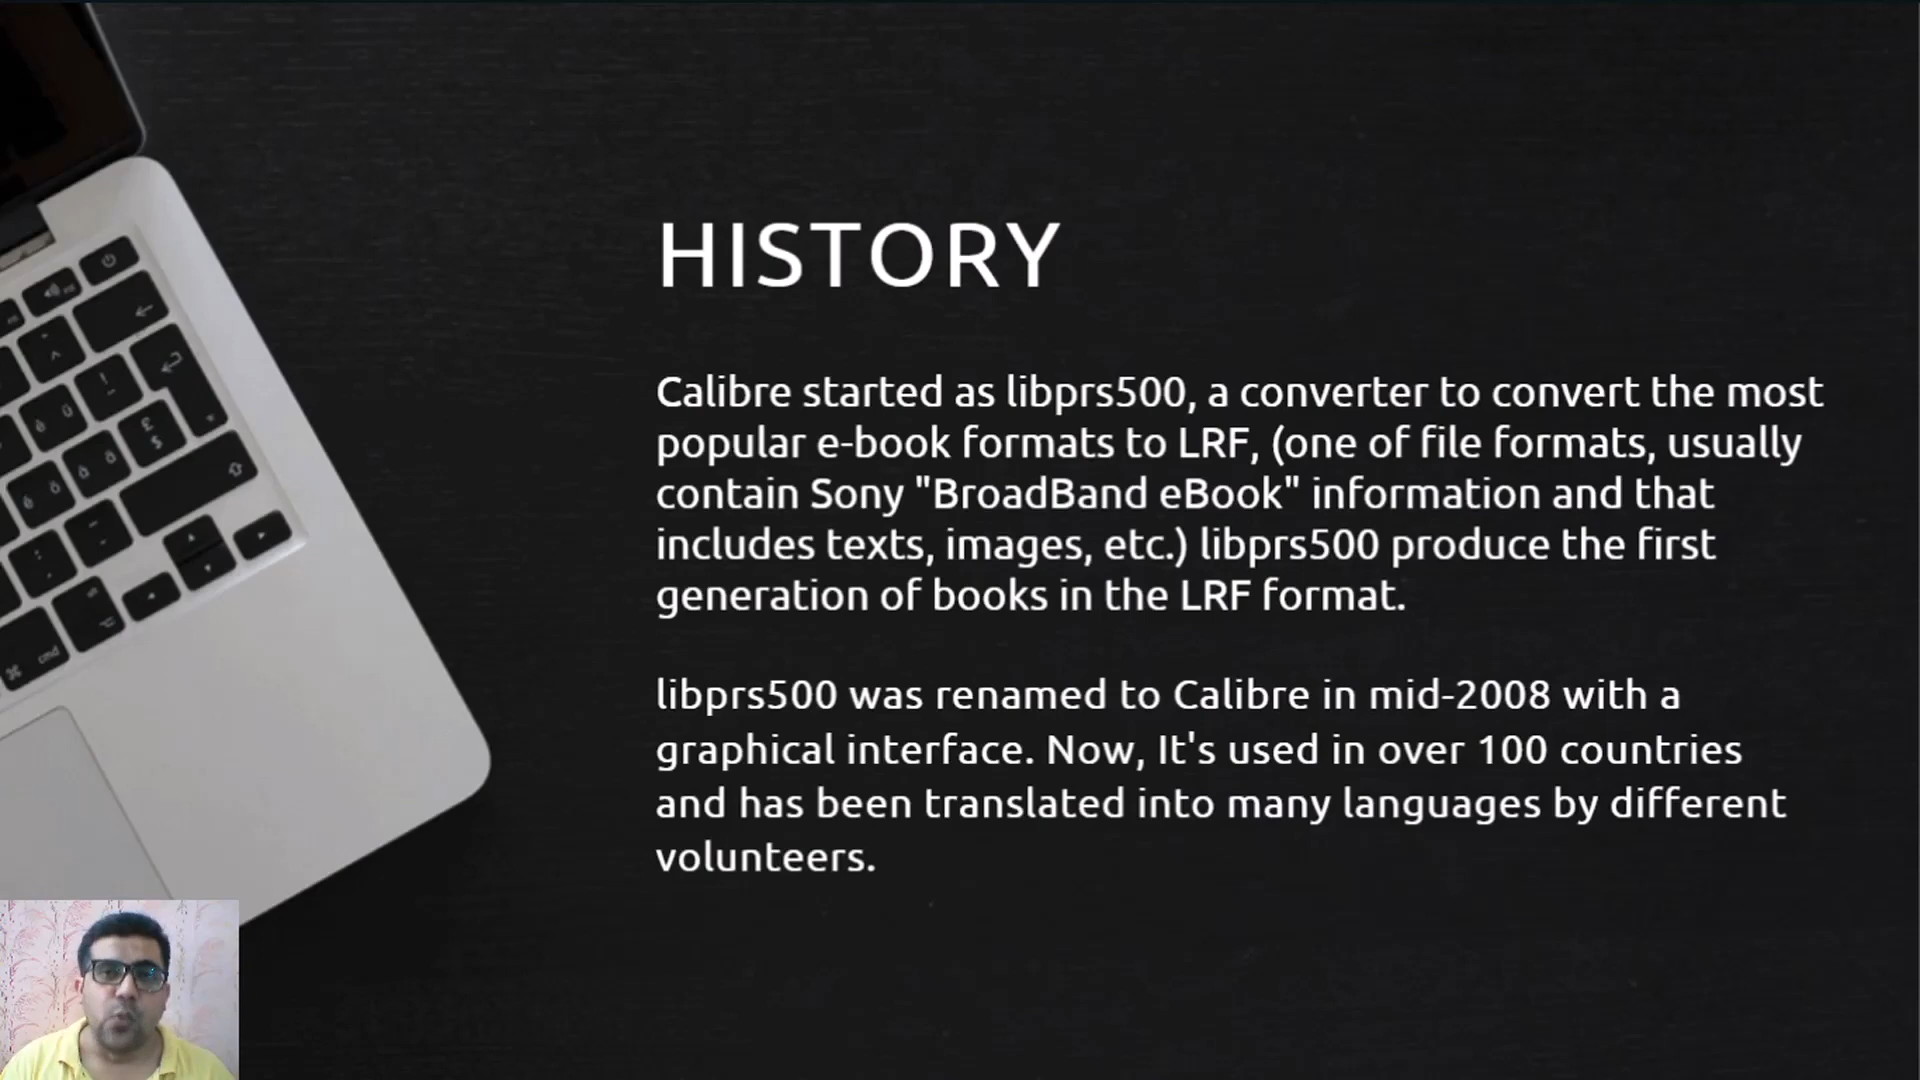 HISTORY
Calibre started as libprs500, a converter to convert the most
popular e-book formats to LRF, (one of file formats, usually
contain Sony "BroadBand eBook" information and that
includes texts, images, etc.) libprs500 produce the first
generation of books in the LRF format.
libprs500 was renamed to Calibre in mid-2008 with a
graphical interface. Now, It's used in over 100 countries
and has been translated into many languages by different
volunteers.
cmd